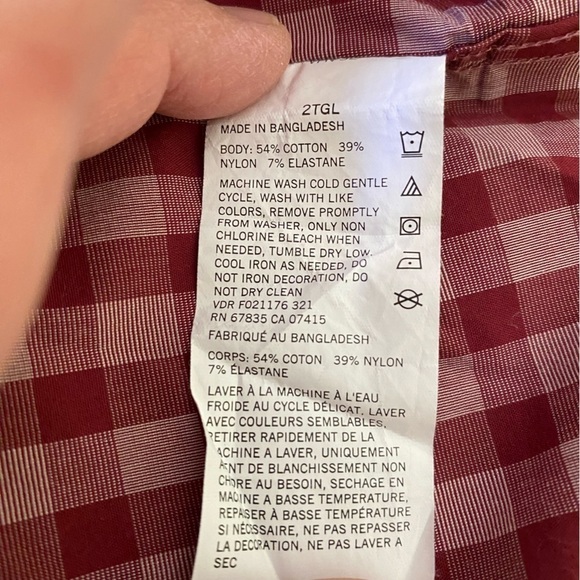 2TGL
MADE IN BANGLADESH
BODY: 54% COTTON 39%
NYLON 7% ELASTANE
MACHINE WASH COLD GENTLE
CYCLE, WASH WITH LIKE
COLORS, REMOVE PROMPTLY
FROM WASHER, ONLY NON
CHLORINE BLEACH WHEN
NEEDED, TUMBLE DRY LOW.
COOL IRON AS NEEDED. DO
NOT IRON DECORATION, DO
NOT DRY CLEAN
VDR F021176 321
RN 67835 CA 07415
FABRIQUÉ AU BANGLADESH
CORPS: 54% COTON 39% NYLON
7% ÉLASTANE
LAVER À LA MACHINE À L'EAU
FROIDE AU CYCLE DÉLICAT, LAVER
AVEC COULEURS SEMBLABLES,
RETIRER RAPIDEMENT DE LA
MACHINE A LAVER, UNIQUEMENT
DE BLANCHISSEMENT NON
CHLORE AU BESOIN, SECHAGE EN
MACHINE A BASSE TEMPERATURE,
REPASSER À BASSE TEMPÉRATURE
SI NÉCESSAIRE, NE PAS REPASSER
LA DECORATION, NE PAS LAVER A
SEC